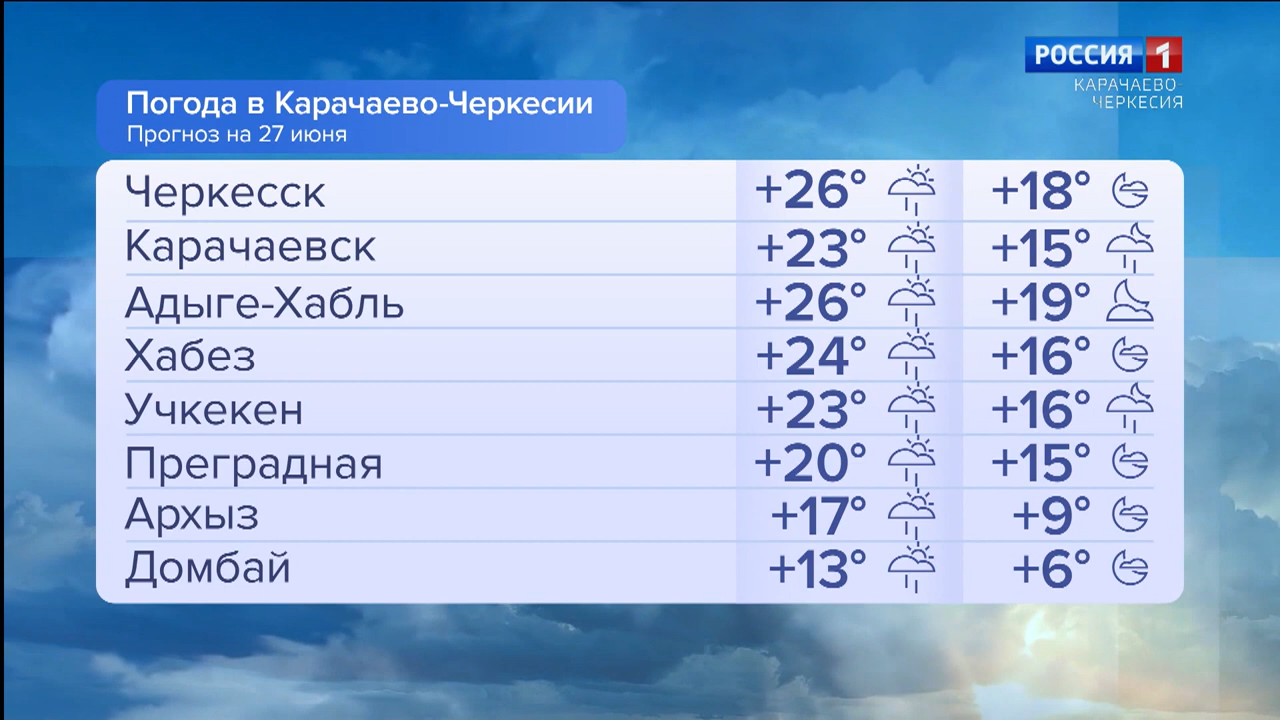 РОССИЯ 1
КАРАЧАЕВО-
ЧЕРКЕСИЯ
Погода в Карачаево-Черкесии
Прогноз на 27 июня
Черкесск +26° +18°
Карачаевск +23° +15°
Адыге-Хабль +26° +19°
Хабез +24° +16°
Учкекен +23° +16°
Преградная +20° +15°
Архыз +17° +9°
Домбай +13° +6°